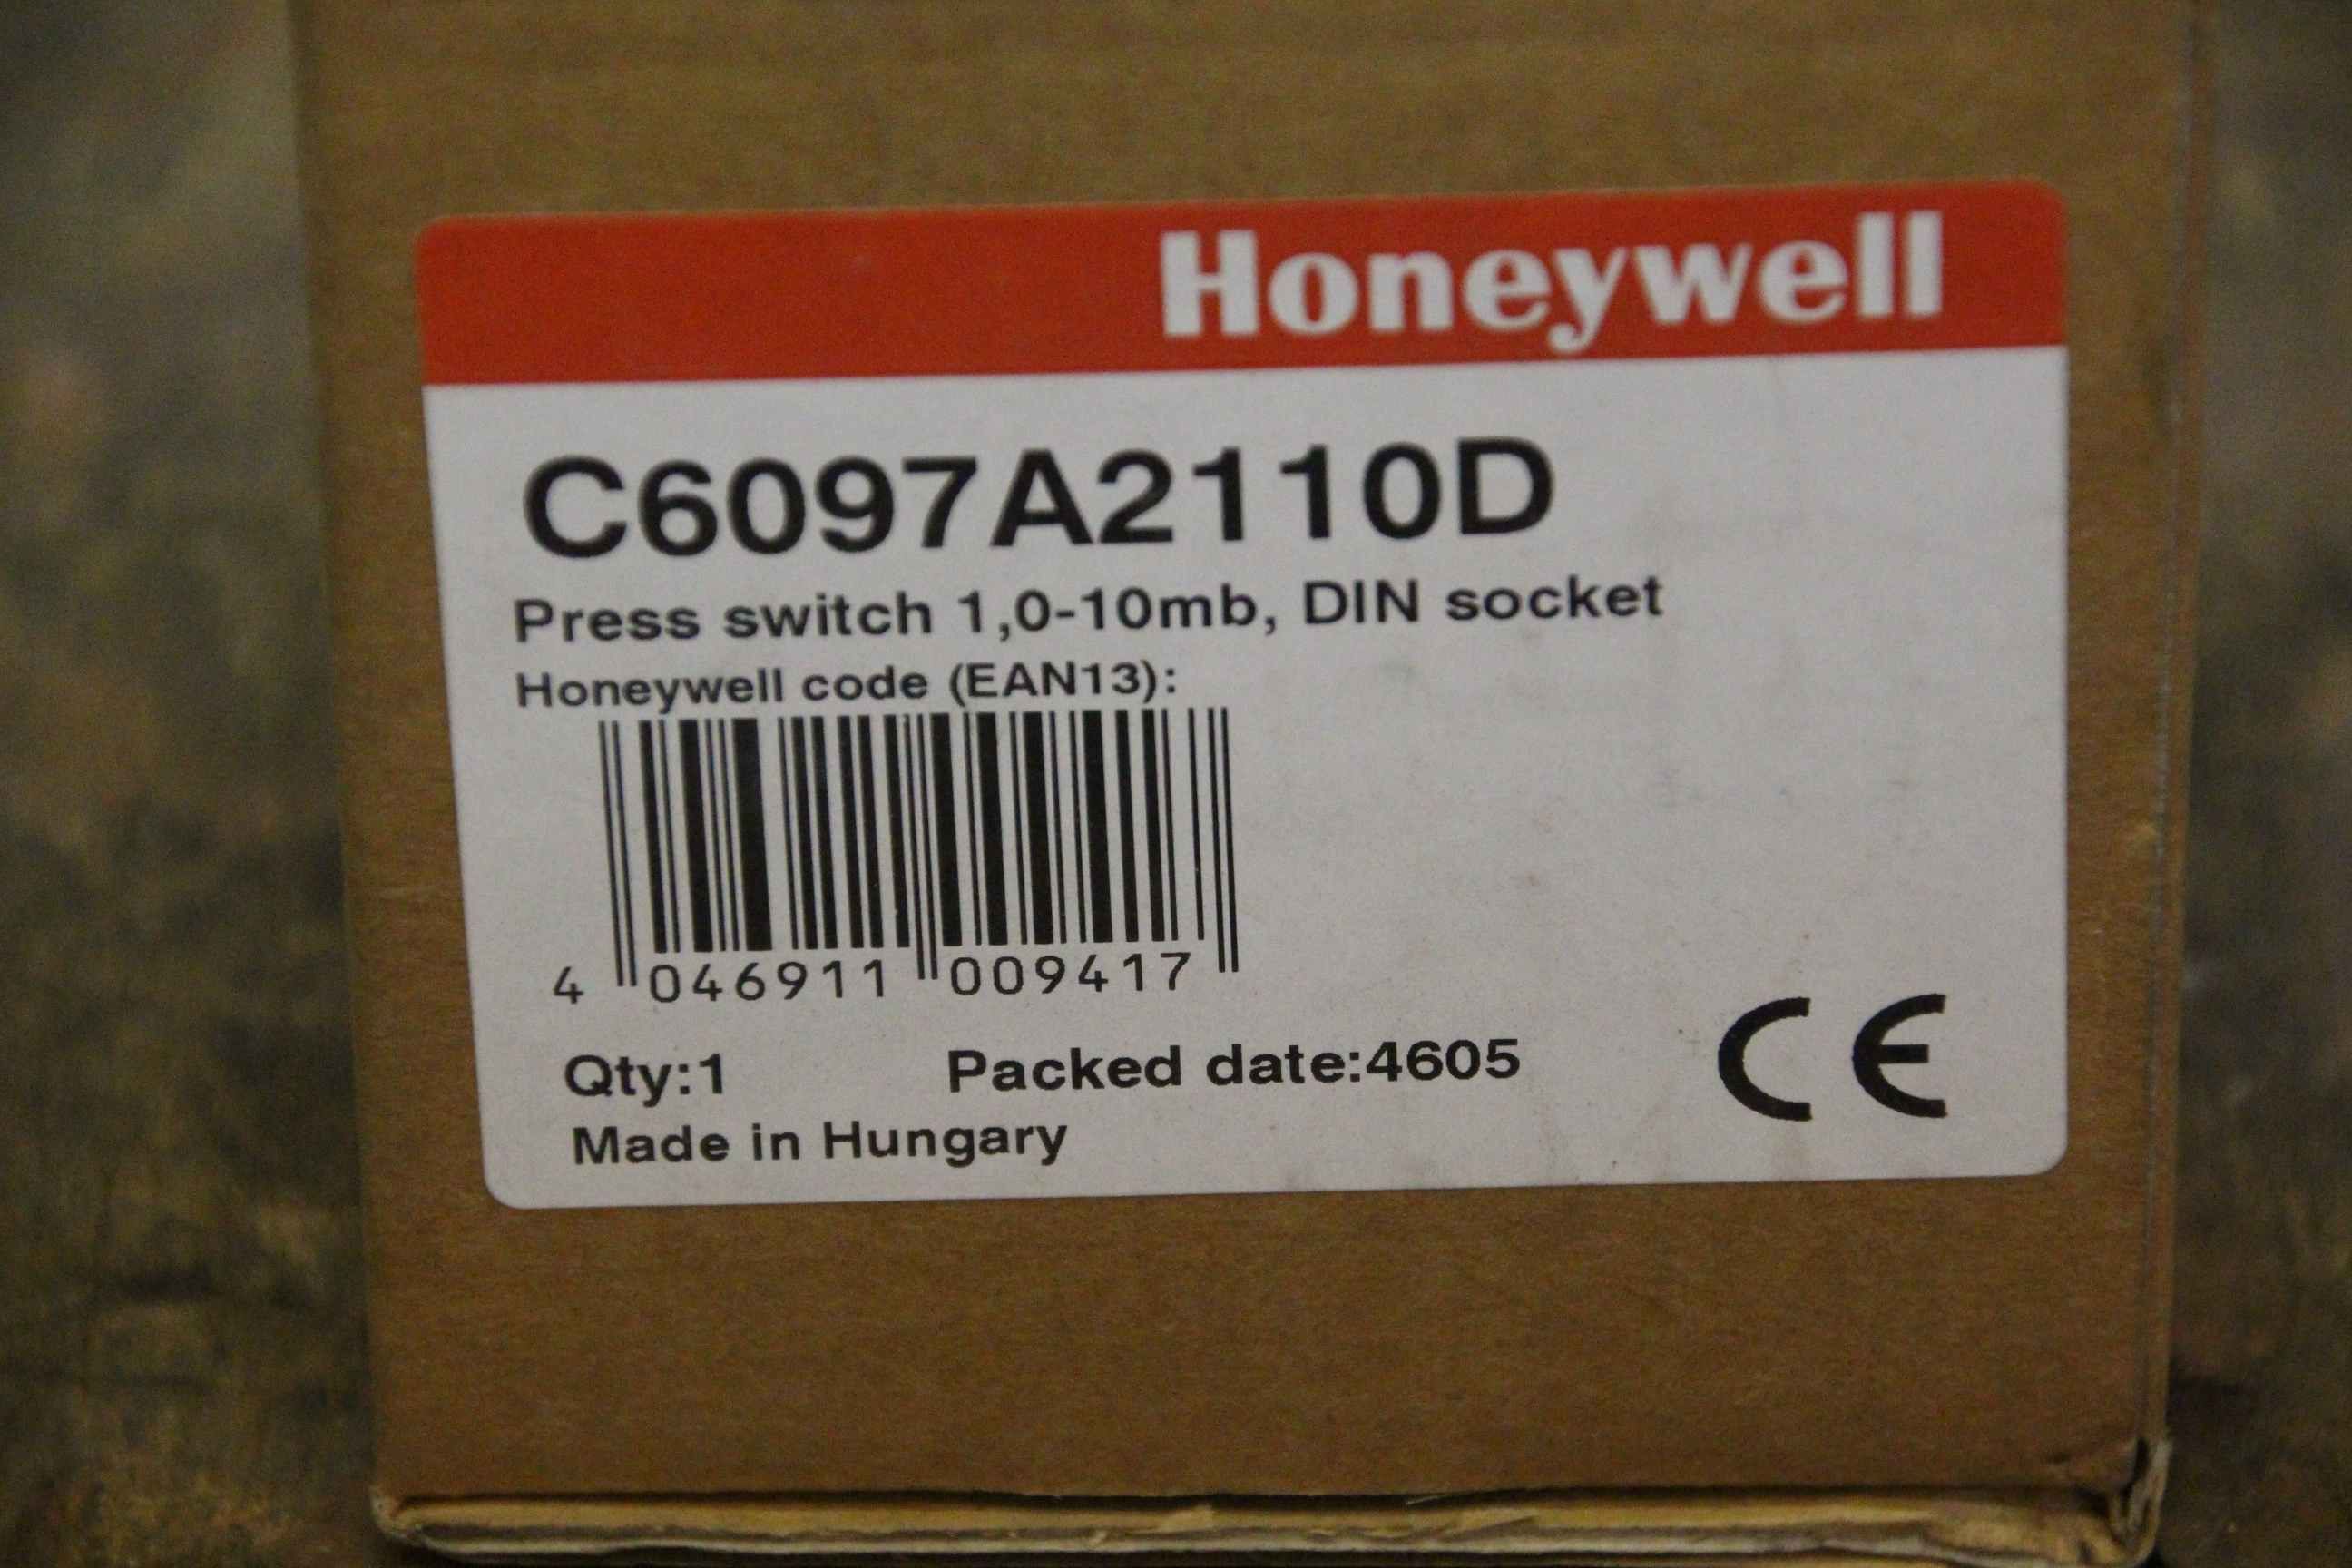 Honeywell
C6097A2110D
Press switch 1,0-10mb, DIN socket
Honeywell code (EAN13):
4 046911 009417
Qty:1 Packed date:4605
Made in Hungary
CE